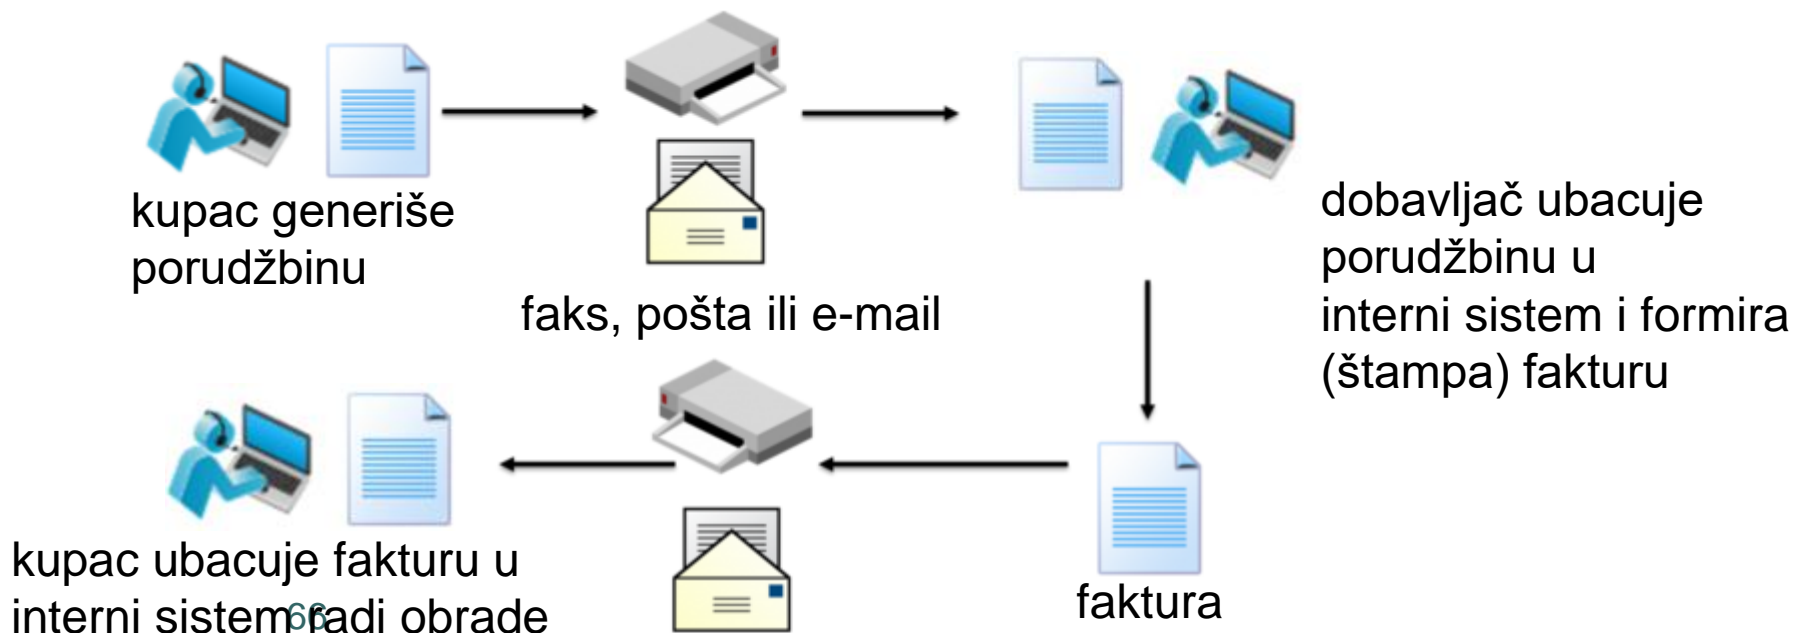 kupac generiše
porudžbinu
faks, pošta ili e-mail
dobavljač ubacuje
porudžbinu u
interni sistem i formira
(štampa) fakturu
kupac ubacuje fakturu u
interni sistem radi obrade
66
faktura